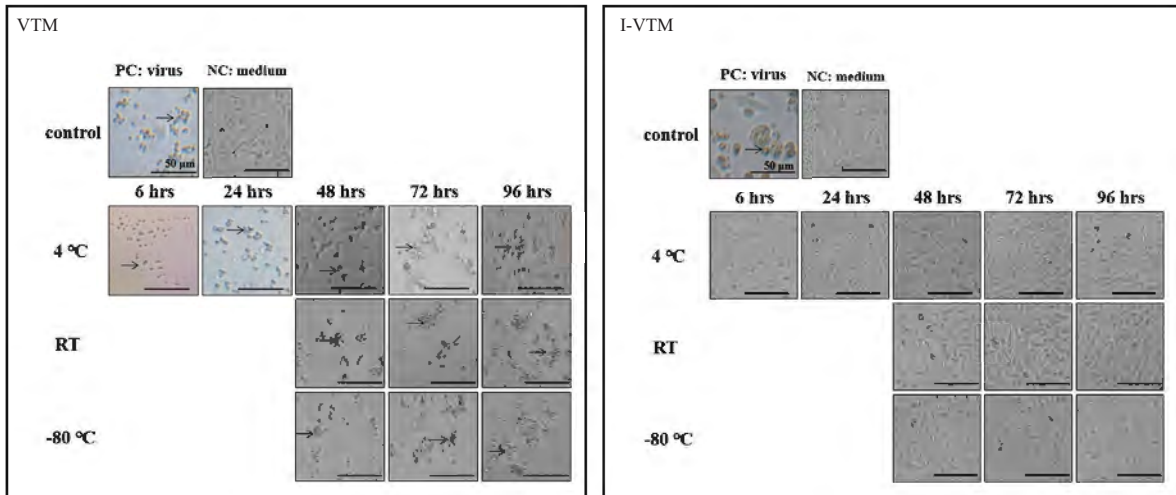 VTM
PC: virus NC: medium
control
50 µm
6 hrs 24 hrs 48 hrs 72 hrs 96 hrs
4 °C
RT
-80 °C
I-VTM
PC: virus NC: medium
control
50 µm
6 hrs 24 hrs 48 hrs 72 hrs 96 hrs
4 °C
RT
-80 °C